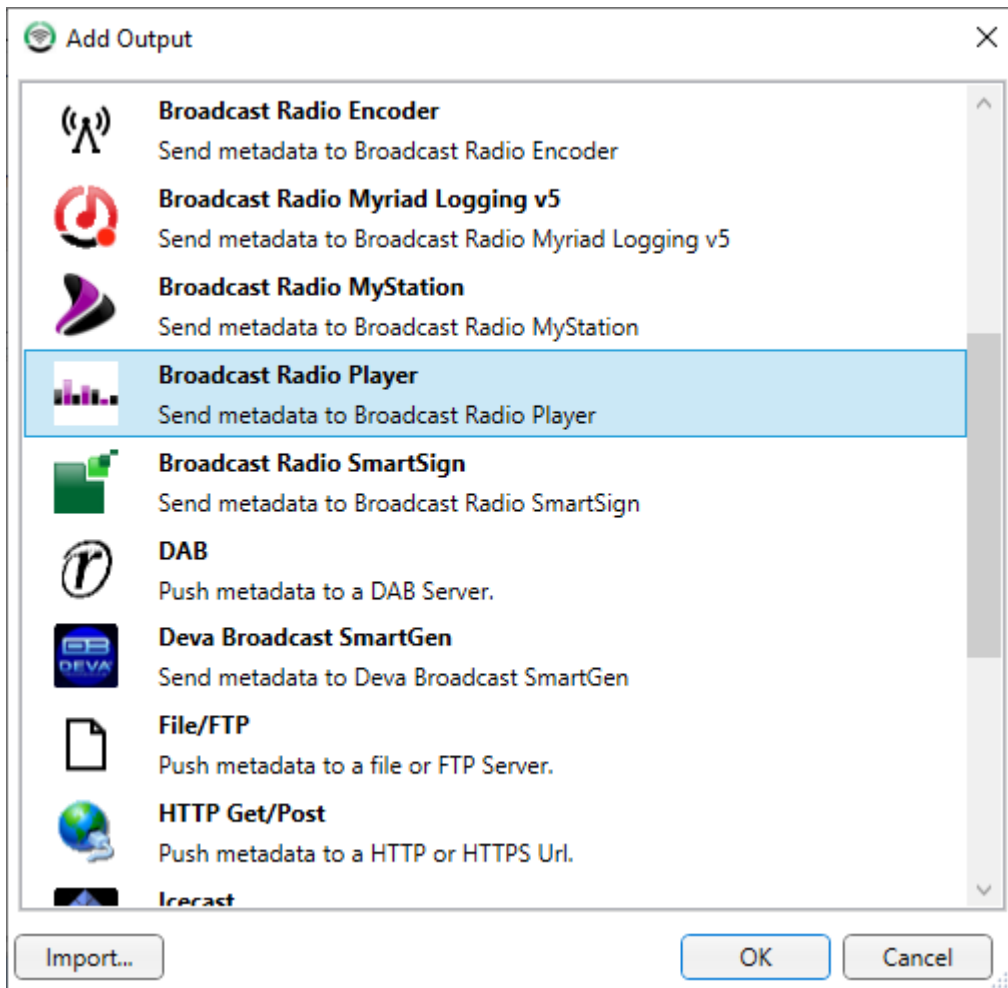 Add Output
Broadcast Radio Encoder
Send metadata to Broadcast Radio Encoder
Broadcast Radio Myriad Logging v5
Send metadata to Broadcast Radio Myriad Logging v5
Broadcast Radio MyStation
Send metadata to Broadcast Radio MyStation
Broadcast Radio Player
Send metadata to Broadcast Radio Player
Broadcast Radio SmartSign
Send metadata to Broadcast Radio SmartSign
DAB
Push metadata to a DAB Server.
Deva Broadcast SmartGen
Send metadata to Deva Broadcast SmartGen
DEVA
File/FTP
Push metadata to a file or FTP Server.
HTTP Get/Post
Push metadata to a HTTP or HTTPS Url.
Icecast
Import...
OK
Cancel